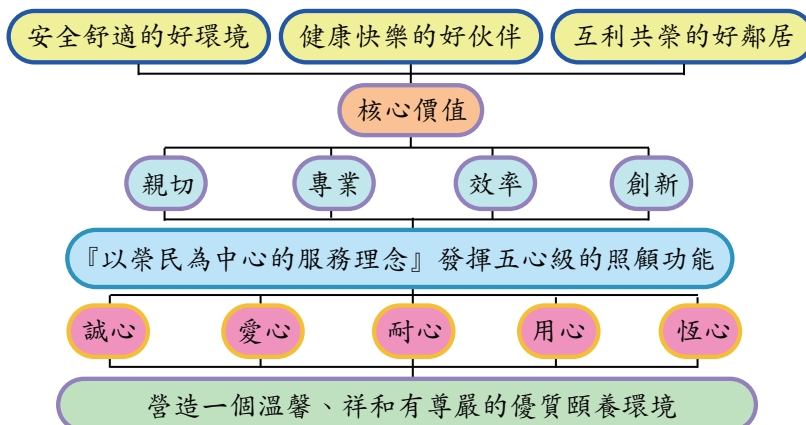 安全舒適的好環境
健康快樂的好伙伴
互利共榮的好鄰居
核心價值
親切
專業
效率
創新
『以榮民為中心的服務理念』發揮五心級的照顧功能
誠心
愛心
耐心
用心
恆心
營造一個溫馨、祥和有尊嚴的優質頤養環境